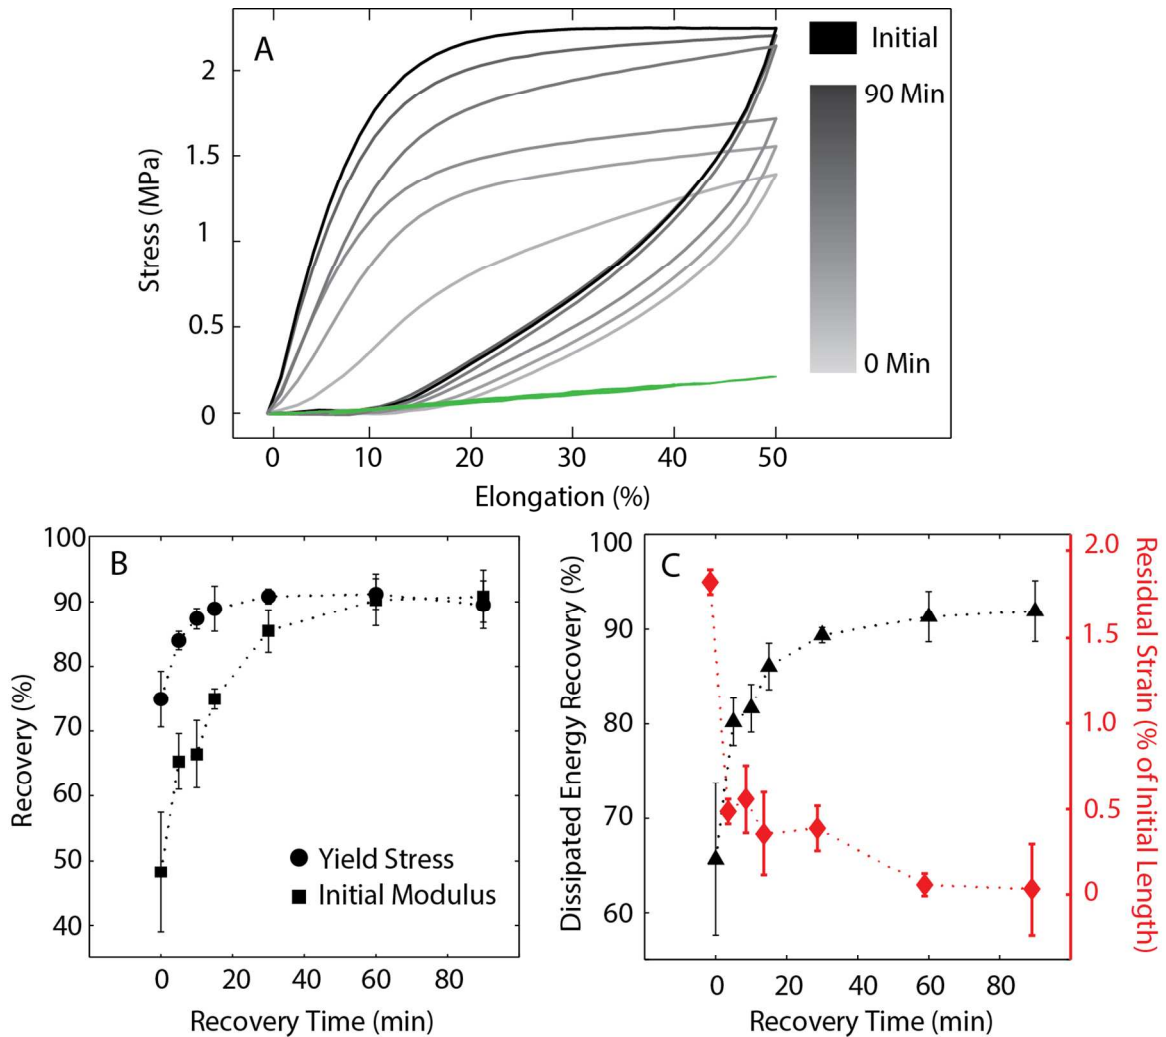 A
Initial
90 Min
0 Min
Stress (MPa)
2
1.5
1
0.5
0
0 10 20 30 40 50
Elongation (%)
B
Recovery (%)
100
90
80
70
60
50
40
Yield Stress
Initial Modulus
0 20 40 60 80
Recovery Time (min)
C
Dissipated Energy Recovery (%)
100
90
80
70
60
2.0
1.5
1.0
0.5
0
Residual Strain (% of Initial Length)
0 20 40 60 80
Recovery Time (min)